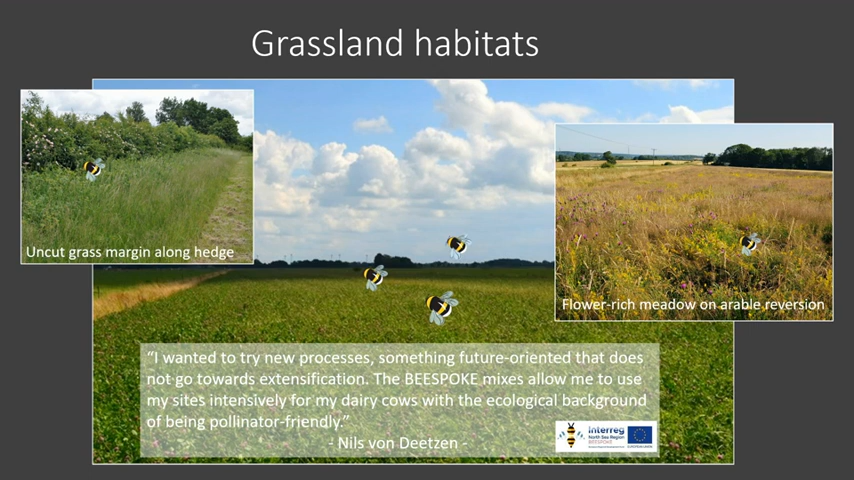 Grassland habitats
Uncut grass margin along hedge
Flower-rich meadow on arable reversion
“I wanted to try new processes, something future-oriented that does
not go towards extensification. The BEESPOKE mixes allow me to use
my sites intensively for my dairy cows with the ecological background
of being pollinator-friendly.”
- Nils von Deetzen -
Interreg
North Sea Region
BEESPOKE
EUROPEAN UNION